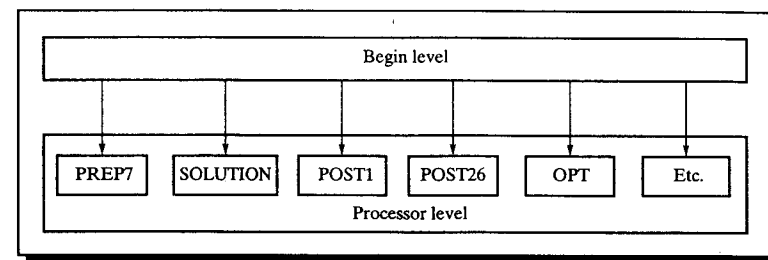 Begin level
PREP7 SOLUTION POST1 POST26 OPT Etc.
Processor level